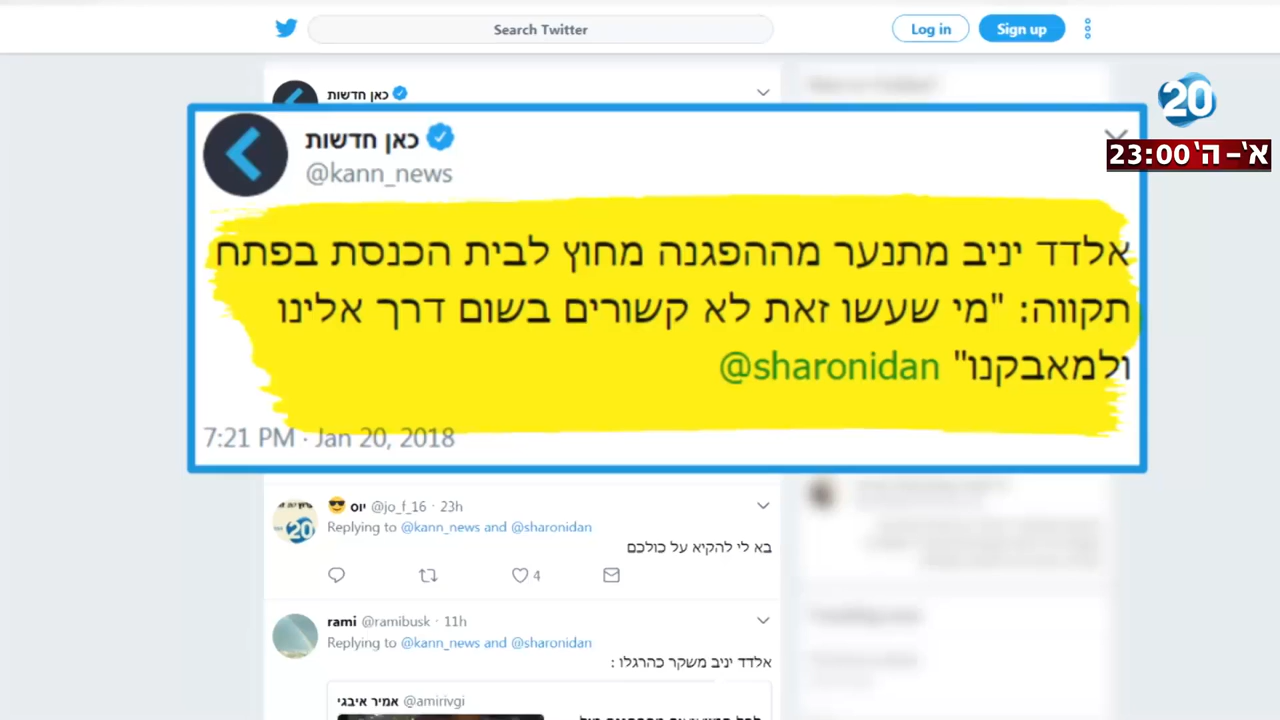 Search Twitter
Log in
Sign up
20
א'-ה' 23:00
כאן חדשות
כאן חדשות
@kann_news
אלדד יניב מתנער מההפגנה מחוץ לבית הכנסת בפתח
תקווה: "מי שעשו זאת לא קשורים בשום דרך אלינו
ולמאבקנו" @sharonidan
7:21 PM · Jan 20, 2018
יוס @jo_f_16 · 23h
Replying to @kann_news and @sharonidan
בא לי להקיא על כולכם
4
rami @ramibusk · 11h
Replying to @kann_news and @sharonidan
אלדד יניב משקר כהרגלו :
אמיר איבגי @amirivgi